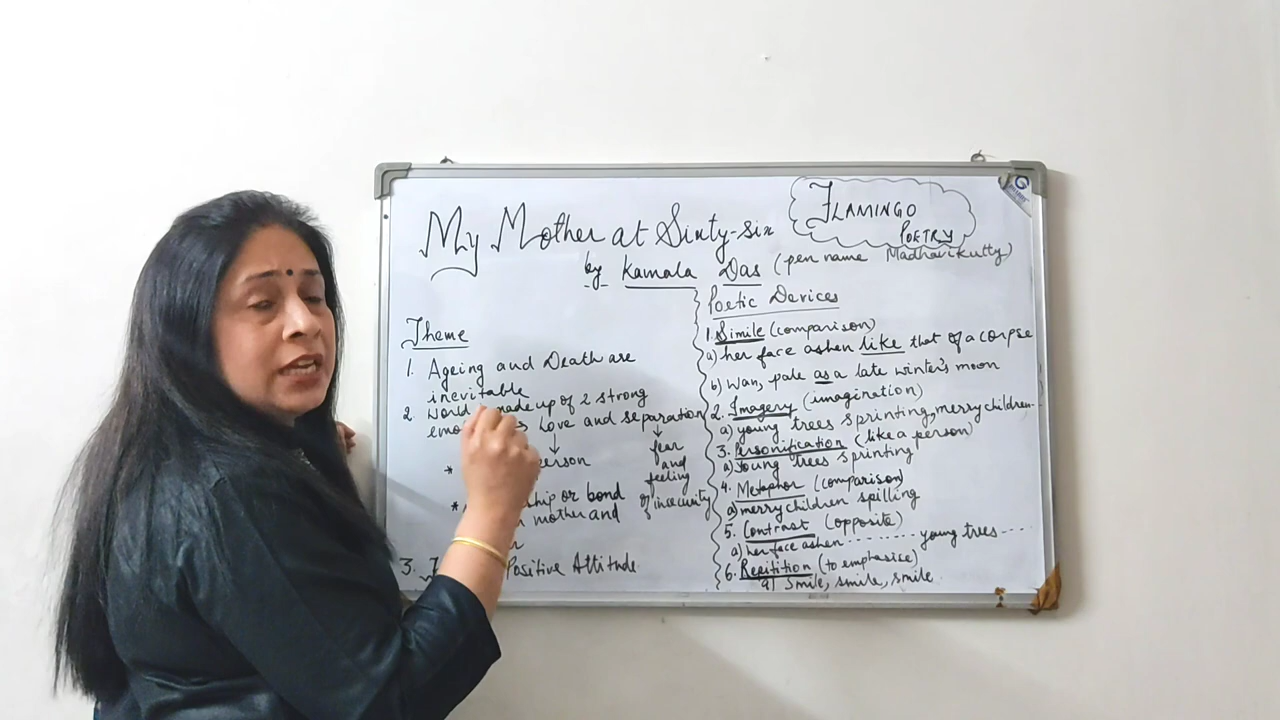 My Mother at Sixty-six
FLAMINGO
POETRY
by Kamala Das (pen name Madhavikutty)
Theme
1. Ageing and Death are
inevitable
2 World made up of 2 strong
Love and separation
* person
fear
and
feeling
of insecurity
* or bond
mother and
3. Positive Attitude
Poetic Devices
1. Simile (comparison)
a) her face ashen like that of a corpse
b) Wan, pale as a late winter's moon
2. Imagery (imagination)
a) young trees sprinting, merry children---
3. Personification (like a person)
a) Young trees sprinting
4. Metaphor (comparison)
a) merry children spilling
5. Contrast (opposite)
a) her face ashen -------- young trees----
6. Repitition (to emphasise)
a) Smile, smile, smile.